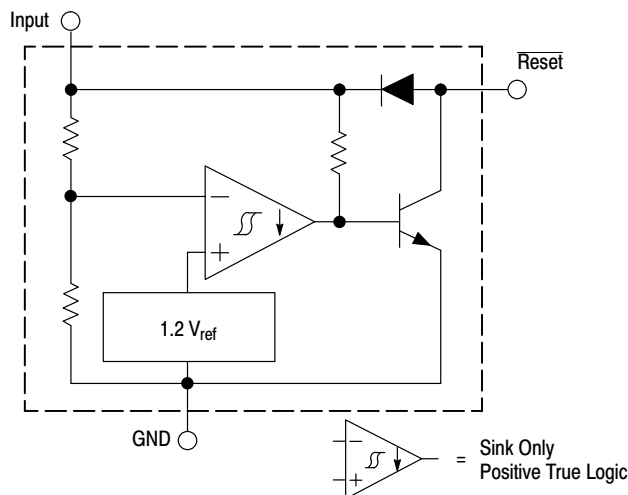 Input
Reset
−
+
1.2 Vref
GND
−
+
= Sink Only
Positive True Logic